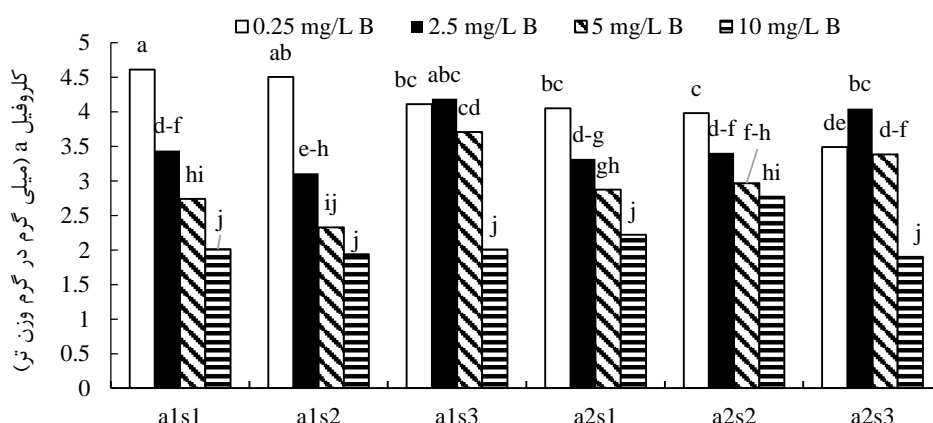 0.25 mg/L B 2.5 mg/L B 5 mg/L B 10 mg/L B
کلروفیل a (میلی گرم در گرم وزن تر)
5
4.5
4
3.5
3
2.5
2
1.5
1
0.5
0
a d-f hi j
ab e-h ij j
bc abc cd j
bc d-g gh j
c d-f f-h hi
de bc d-f j
a1s1 a1s2 a1s3 a2s1 a2s2 a2s3